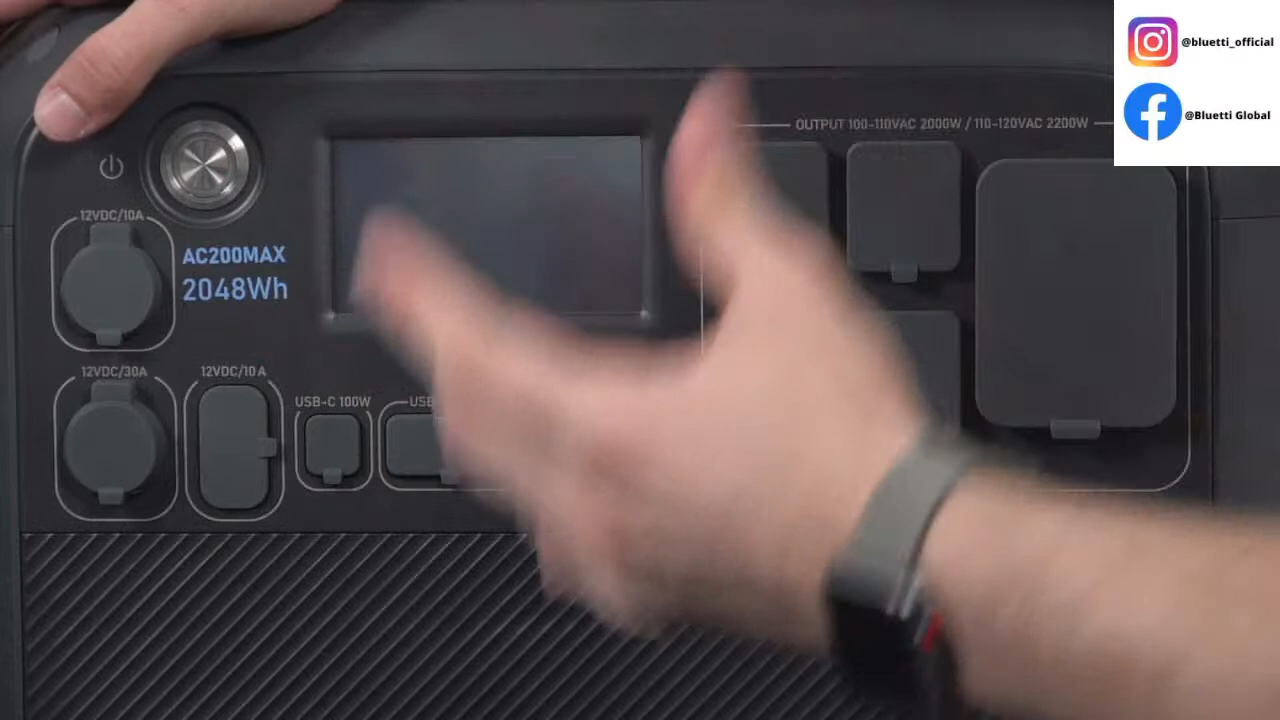 @bluetti_official
@Bluetti Global
OUTPUT 100-110VAC 2000W / 110-120VAC 2200W
12VDC/10A
AC200MAX
2048Wh
12VDC/30A
12VDC/10A
USB-C 100W